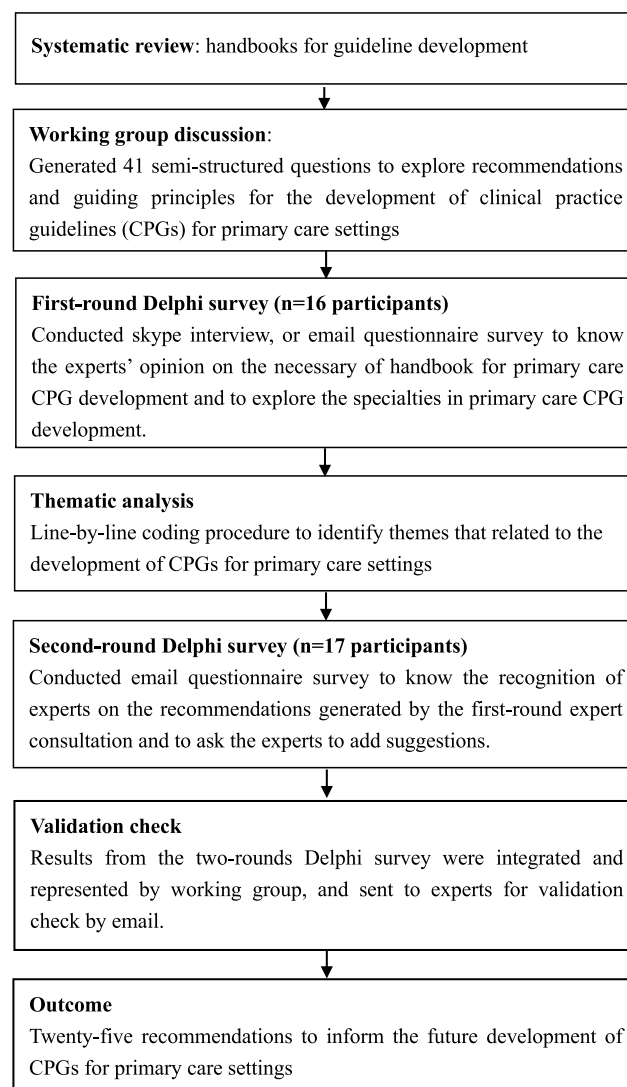 Systematic review: handbooks for guideline development
Working group discussion:
Generated 41 semi-structured questions to explore recommendations
and guiding principles for the development of clinical practice
guidelines (CPGs) for primary care settings
First-round Delphi survey (n=16 participants)
Conducted skype interview, or email questionnaire survey to know
the experts’ opinion on the necessary of handbook for primary care
CPG development and to explore the specialties in primary care CPG
development.
Thematic analysis
Line-by-line coding procedure to identify themes that related to the
development of CPGs for primary care settings
Second-round Delphi survey (n=17 participants)
Conducted email questionnaire survey to know the recognition of
experts on the recommendations generated by the first-round expert
consultation and to ask the experts to add suggestions.
Validation check
Results from the two-rounds Delphi survey were integrated and
represented by working group, and sent to experts for validation
check by email.
Outcome
Twenty-five recommendations to inform the future development of
CPGs for primary care settings